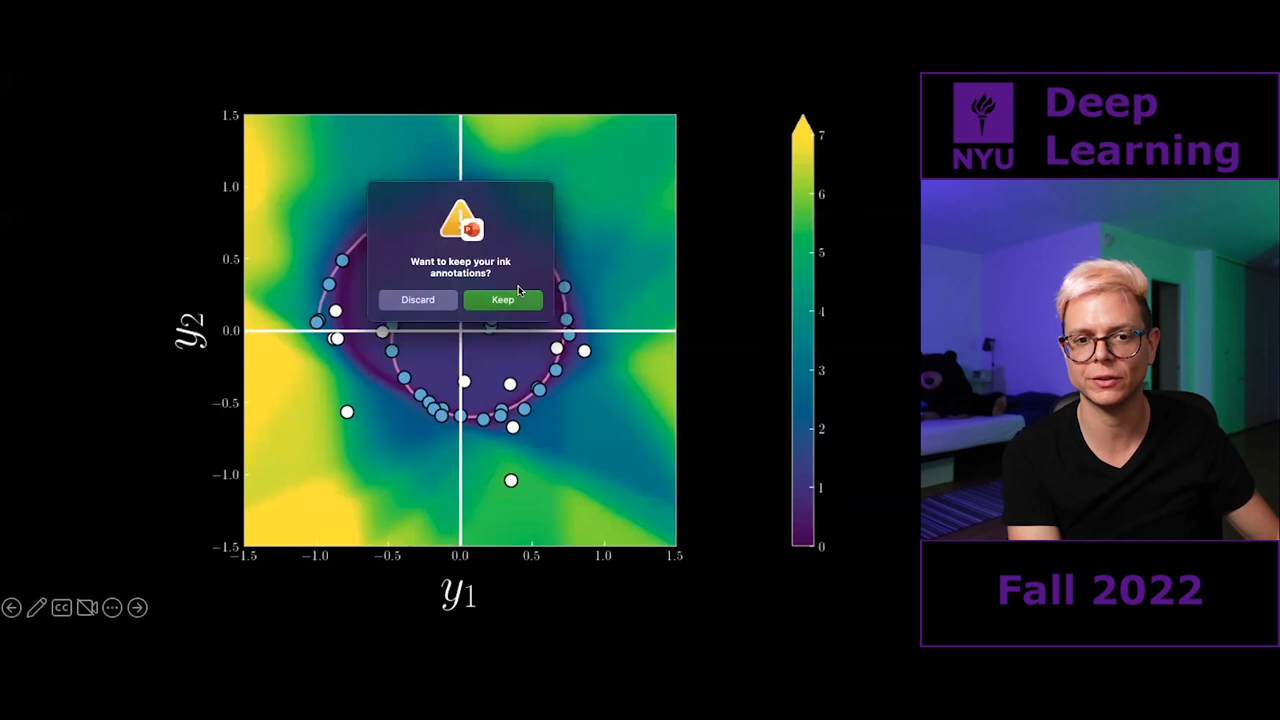 1.5
1.0
0.5
0.0
−0.5
−1.0
−1.5
y2
−1.5 −1.0 −0.5 0.0 0.5 1.0 1.5
y1
Want to keep your ink
annotations?
Discard Keep
7
6
5
4
3
2
1
0
CC
NYU
Deep
Learning
Fall 2022